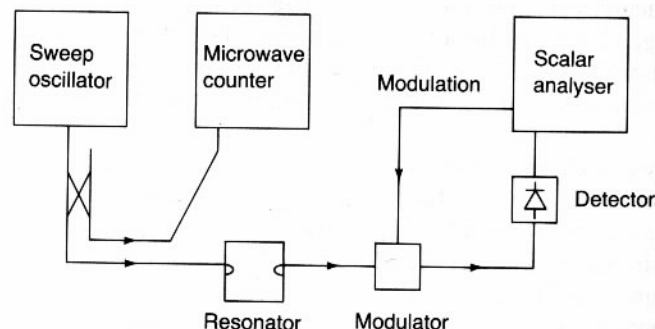 Sweep
oscillator
Microwave
counter
Scalar
analyser
Modulation
Detector
Resonator
Modulator